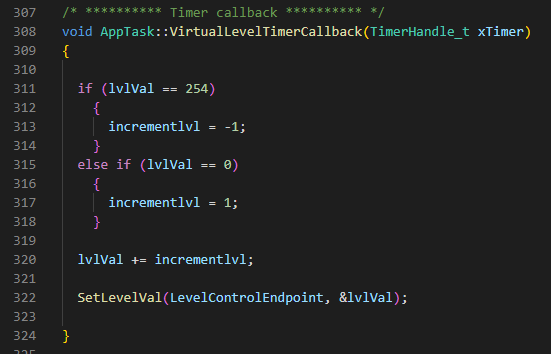 307 /* ********** Timer callback ********** */
308 void AppTask::VirtualLevelTimerCallback(TimerHandle_t xTimer)
309 {
310
311 if (lvlVal == 254)
312 {
313 incrementlvl = -1;
314 }
315 else if (lvlVal == 0)
316 {
317 incrementlvl = 1;
318 }
319
320 lvlVal += incrementlvl;
321
322 SetLevelVal(LevelControlEndpoint, &lvlVal);
323
324 }